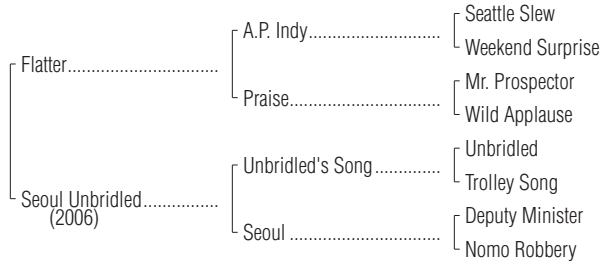 Seattle Slew
A.P. Indy.................................
Weekend Surprise
Flatter................................
Mr. Prospector
Praise.....................................
Wild Applause
Unbridled
Unbridled's Song..............
Trolley Song
Seoul Unbridled................
(2006)
Deputy Minister
Seoul .....................................
Nomo Robbery